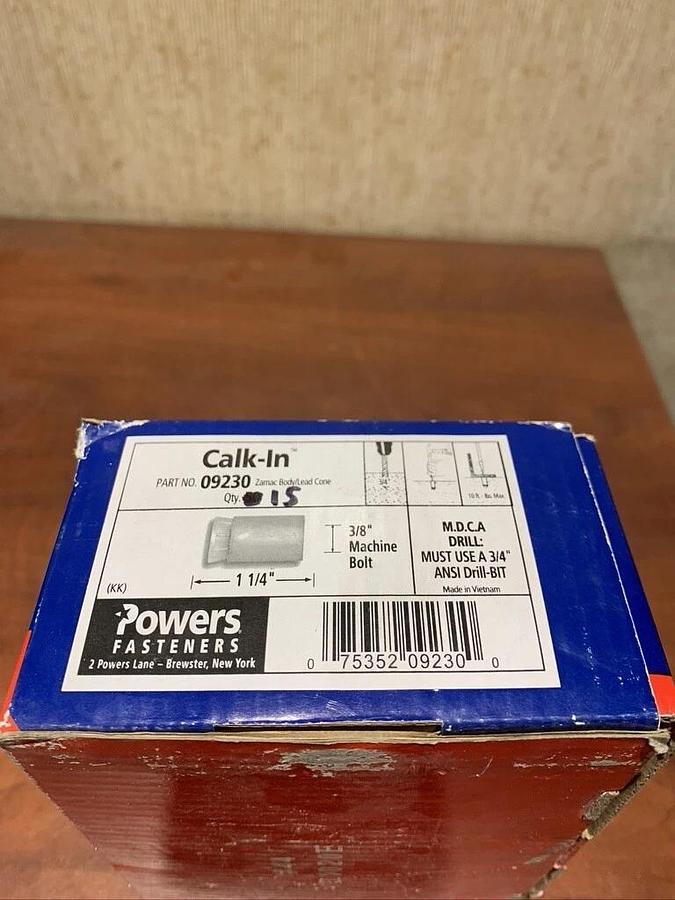 Calk-In™
PART NO. 09230 Zamac Body/Lead Cone
Qty. 15
3/4"
10 ft - lbs. Max.
3/8"
Machine
Bolt
1 1/4"
(KK)
M.D.C.A
DRILL:
MUST USE A 3/4"
ANSI Drill-BIT
Made in Vietnam
Powers
FASTENERS
2 Powers Lane – Brewster, New York
0 75352 09230 0